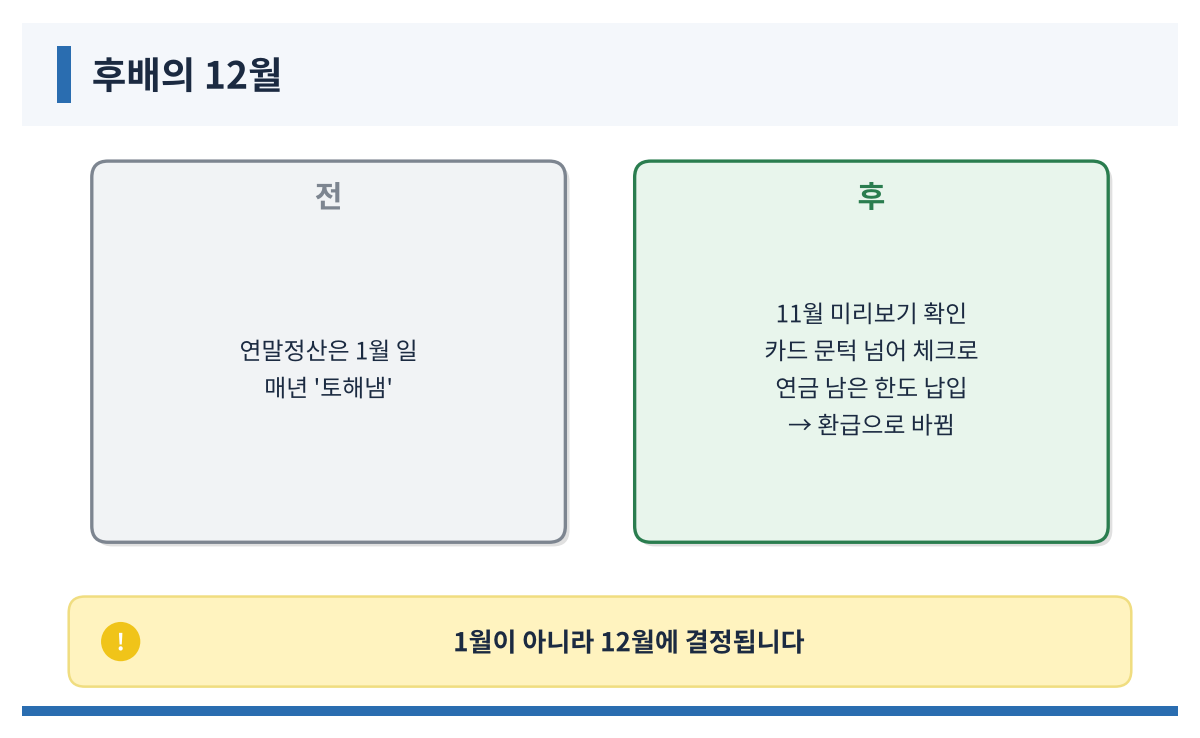 후배의 12월
전
연말정산은 1월 일
매년 '토해냄'
후
11월 미리보기 확인
카드 문턱 넘어 체크로
연금 남은 한도 납입
→ 환급으로 바뀜
!
1월이 아니라 12월에 결정됩니다